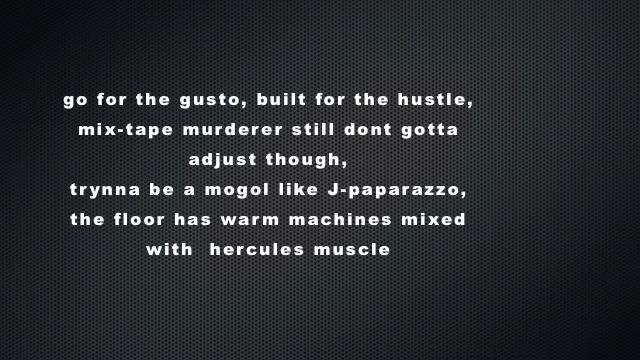 go for the gusto, built for the hustle,
mix-tape murderer still dont gotta
adjust though,
trynna be a mogol like J-paparazzo,
the floor has warm machines mixed
with  hercules muscle